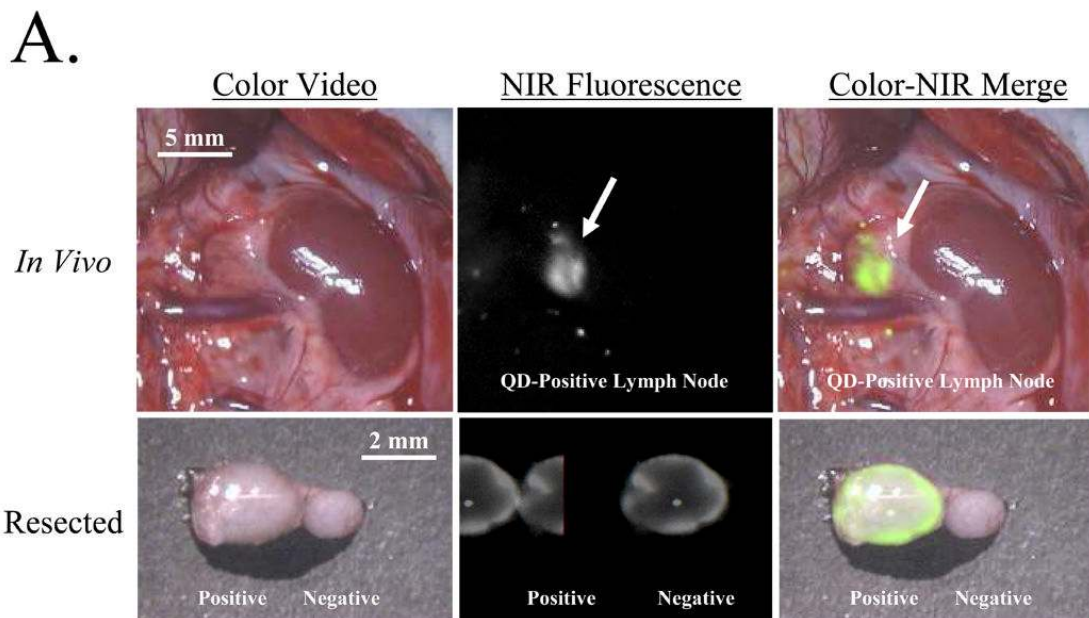 A.
Color Video NIR Fluorescence Color-NIR Merge
5 mm
In Vivo
QD-Positive Lymph Node QD-Positive Lymph Node
2 mm
Resected
Positive Negative Positive Negative Positive Negative